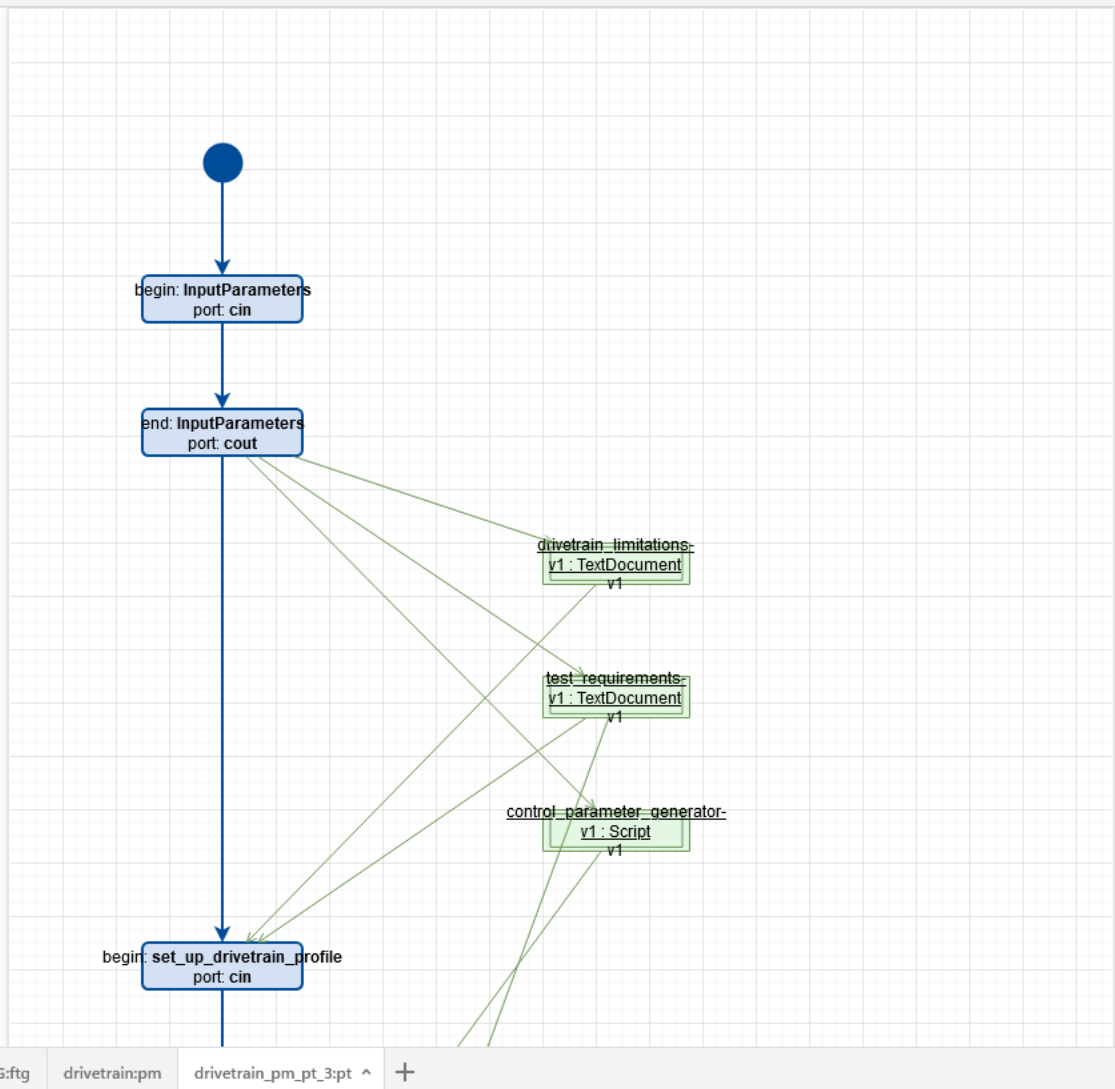 begin: InputParameters
port: cin
end: InputParameters
port: cout
drivetrain_limitations-
v1 : TextDocument
v1
test_requirements-
v1 : TextDocument
v1
control_parameter_generator-
v1 : Script
v1
begin: set_up_drivetrain_profile
port: cin
G:ftg
drivetrain:pm
drivetrain_pm_pt_3:pt